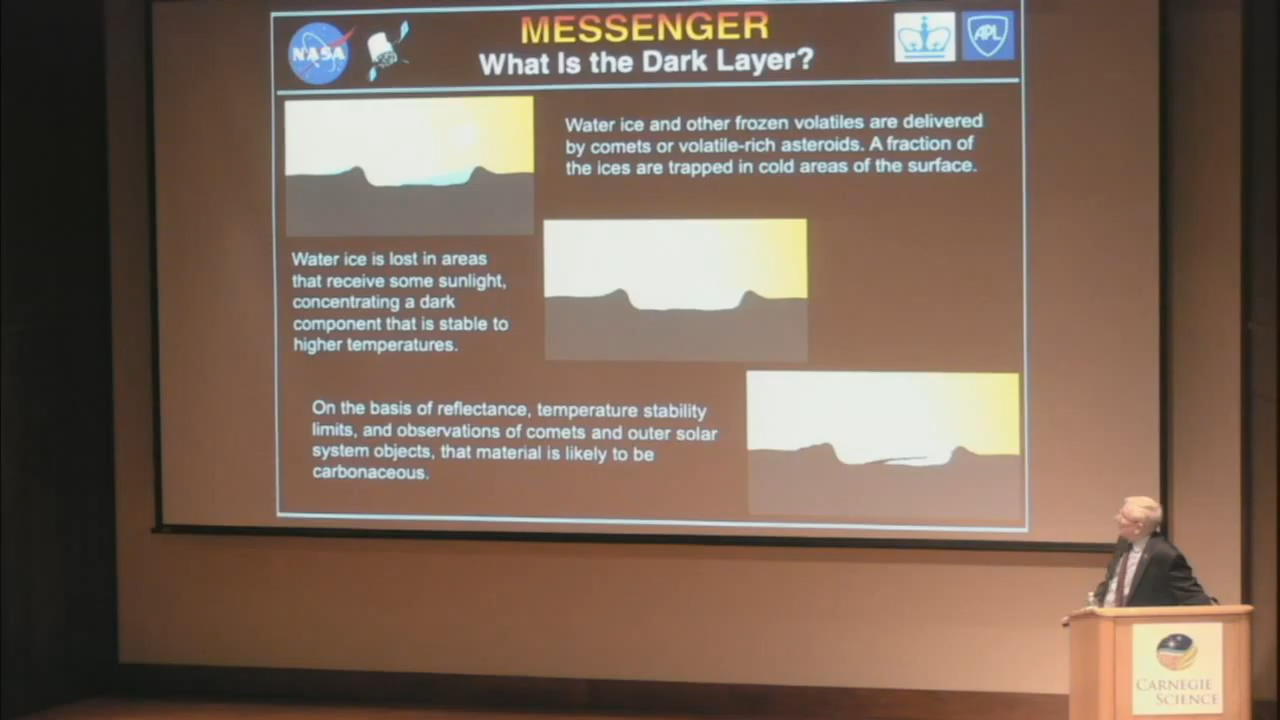 MESSENGER
What Is the Dark Layer?
NASA
APL
Water ice and other frozen volatiles are delivered
by comets or volatile-rich asteroids. A fraction of
the ices are trapped in cold areas of the surface.
Water ice is lost in areas
that receive some sunlight,
concentrating a dark
component that is stable to
higher temperatures.
On the basis of reflectance, temperature stability
limits, and observations of comets and outer solar
system objects, that material is likely to be
carbonaceous.
CARNEGIE
SCIENCE